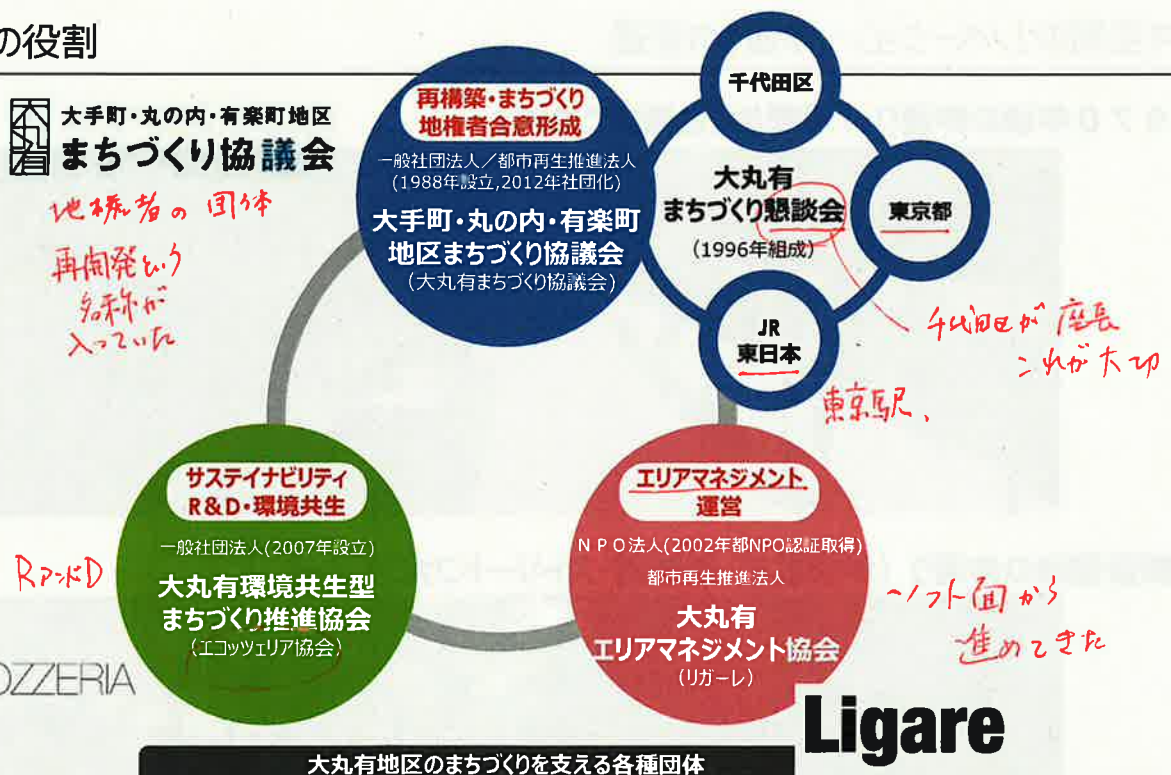 の役割
大手町・丸の内・有楽町地区
まちづくり協議会
地権者の団体
再開発という
名称が
入っていた
再構築・まちづくり
地権者合意形成
一般社団法人／都市再生推進法人
(1988年設立,2012年社団化)
大手町・丸の内・有楽町
地区まちづくり協議会
(大丸有まちづくり協議会)
千代田区
大丸有
まちづくり懇談会
(1996年組成)
東京都
JR
東日本
千代田区が座長
これが大切
東京駅、
サステイナビリティ
R&D・環境共生
一般社団法人(2007年設立)
大丸有環境共生型
まちづくり推進協会
(エコッツェリア協会)
RアンドD
OZZERIA
エリアマネジメント
運営
ＮＰＯ法人(2002年都NPO認証取得)
都市再生推進法人
大丸有
エリアマネジメント協会
(リガーレ)
ソフト面から
進めてきた
Ligare
大丸有地区のまちづくりを支える各種団体